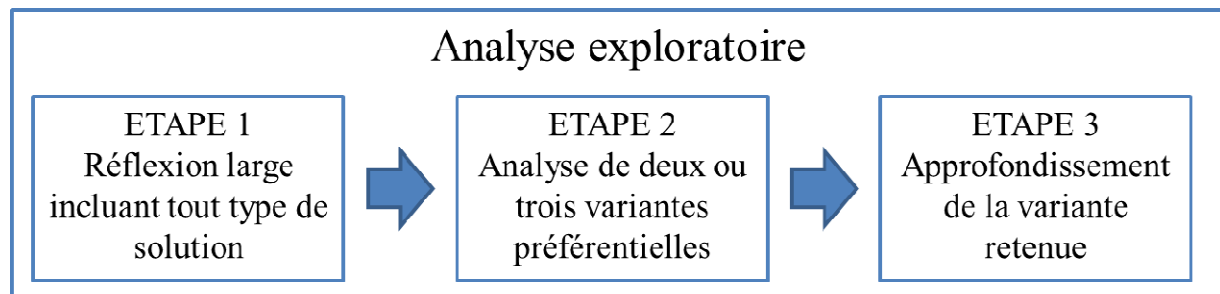 Analyse exploratoire
ETAPE 1
Réflexion large
incluant tout type de
solution
ETAPE 2
Analyse de deux ou
trois variantes
préférentielles
ETAPE 3
Approfondissement
de la variante
retenue